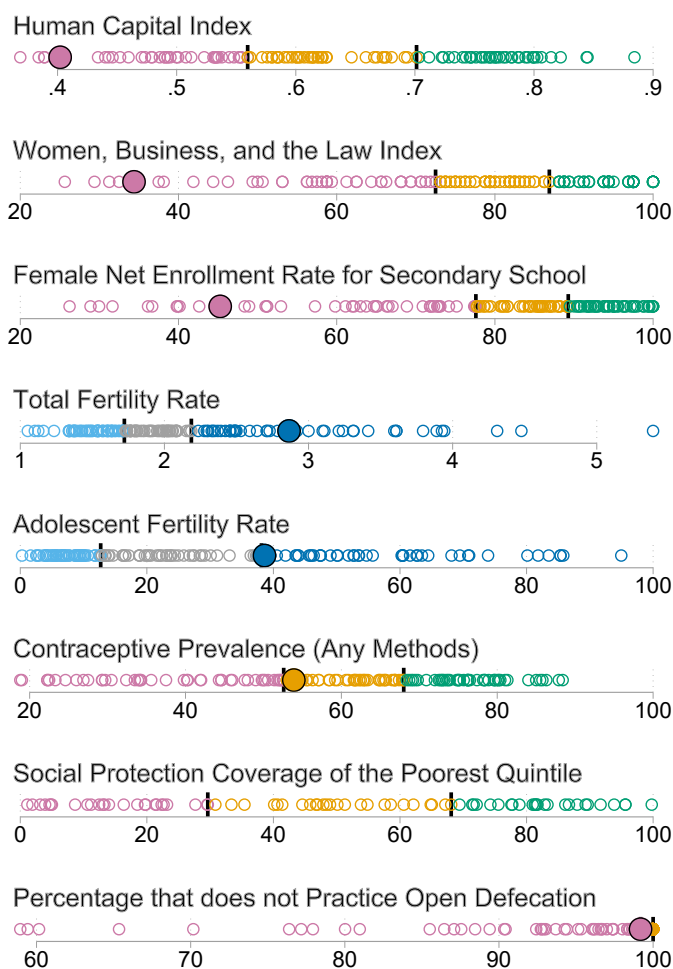 Human Capital Index
.4 .5 .6 .7 .8 .9
Women, Business, and the Law Index
20 40 60 80 100
Female Net Enrollment Rate for Secondary School
20 40 60 80 100
Total Fertility Rate
1 2 3 4 5
Adolescent Fertility Rate
0 20 40 60 80 100
Contraceptive Prevalence (Any Methods)
20 40 60 80 100
Social Protection Coverage of the Poorest Quintile
0 20 40 60 80 100
Percentage that does not Practice Open Defecation
60 70 80 90 100